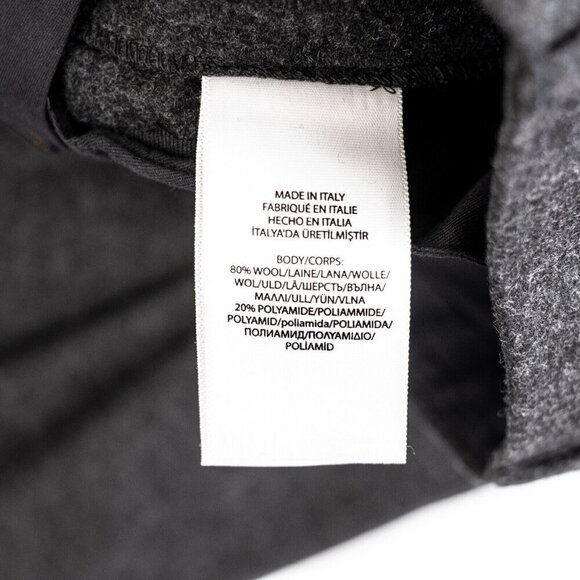 MADE IN ITALY
FABRIQUÉ EN ITALIE
HECHO EN ITALIA
İTALYA'DA ÜRETİLMİŞTİR
BODY/CORPS:
80% WOOL/LAINE/LANA/WOLLE/
WOL/ULD/LÃ/ШЕРСТЬ/ВЪЛНА/
ΜΑΛΛΙ/ULL/YÜN/VLNA
20% POLYAMIDE/POLIAMMIDE/
POLYAMID/poliamida/POLIAMIDA/
ПОЛИАМИД/ΠΟΛΥΑΜΙΔΙΟ/
POLİAMİD